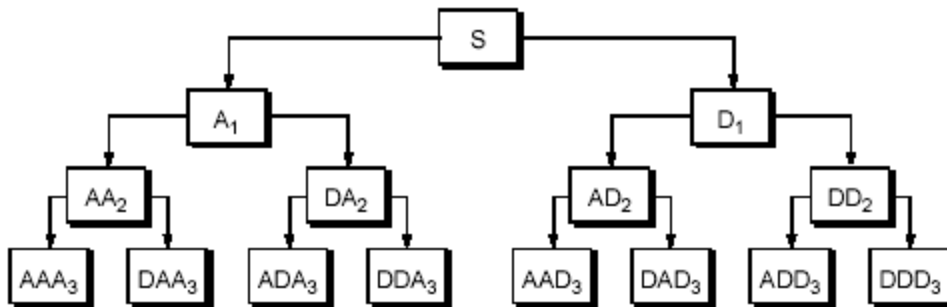 S
A₁ D₁
AA₂ DA₂ AD₂ DD₂
AAA₃ DAA₃ ADA₃ DDA₃ AAD₃ DAD₃ ADD₃ DDD₃